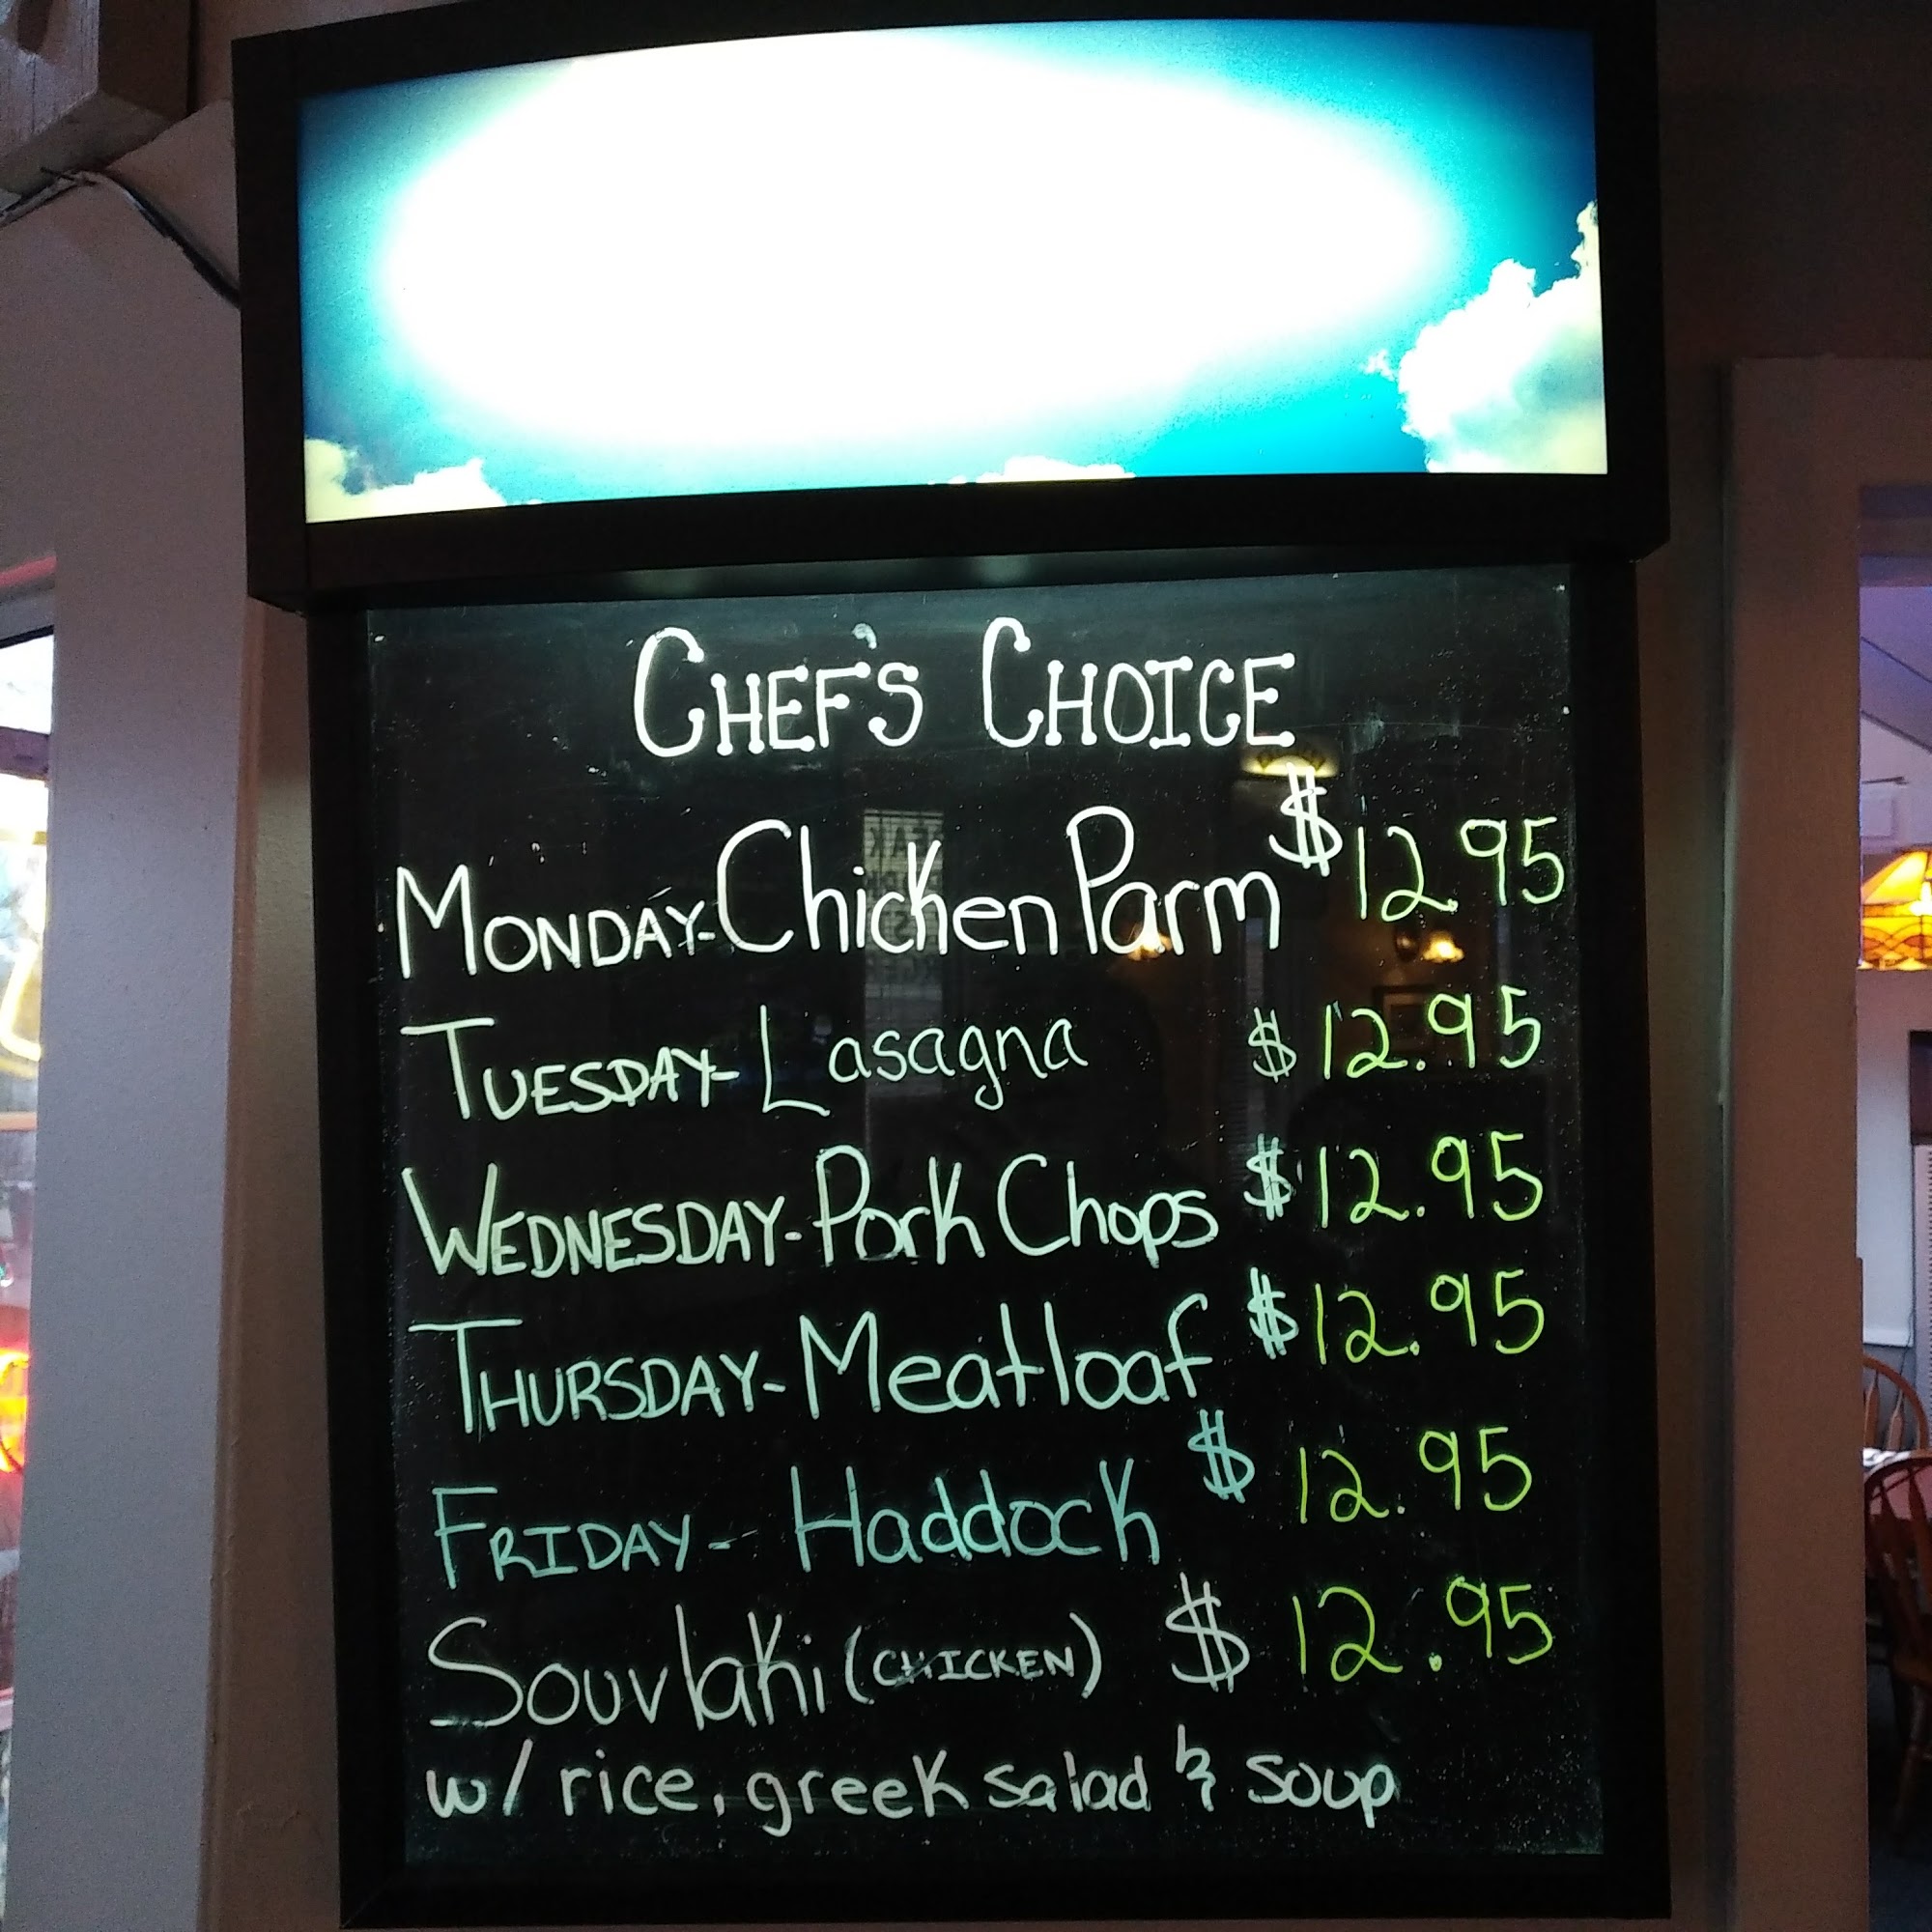 CHEF'S CHOICE
MONDAY-Chicken Parm $12.95
TUESDAY-Lasagna $12.95
WEDNESDAY-Pork Chops $12.95
THURSDAY-Meatloaf $12.95
FRIDAY-Haddock $12.95
Souvlaki (CHICKEN) $12.95
w/ rice, greek salad & soup